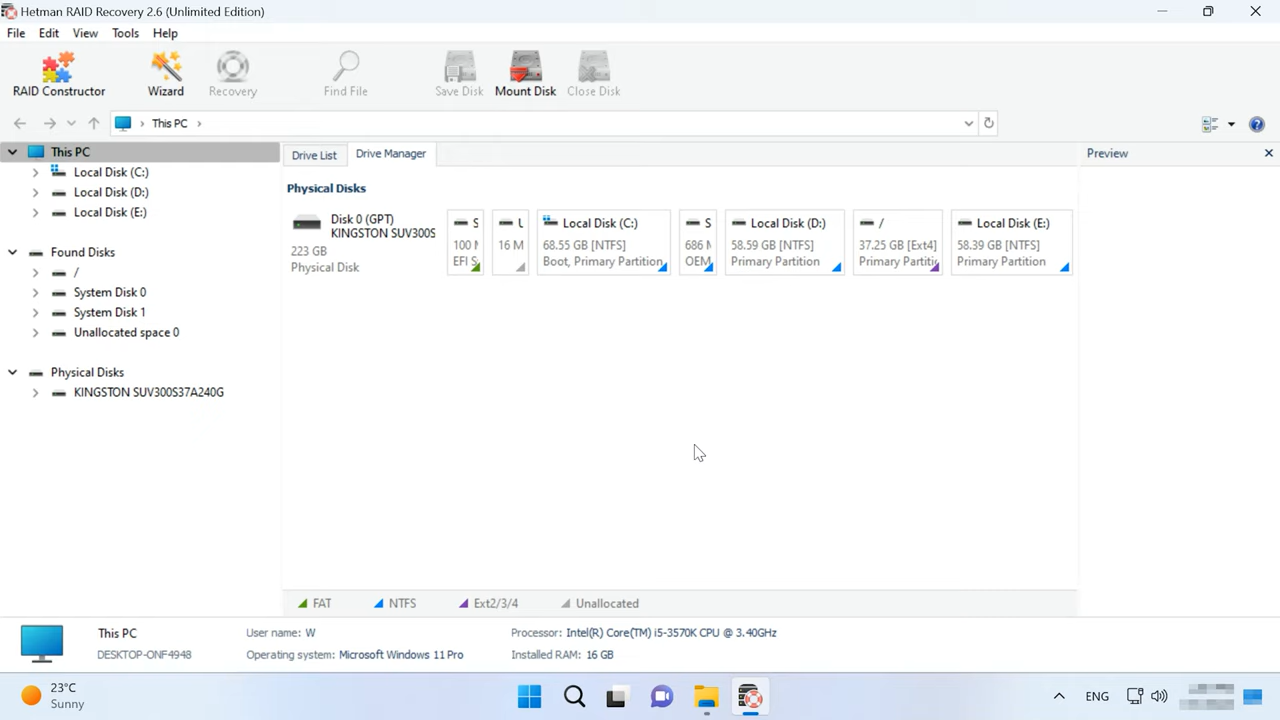 Hetman RAID Recovery 2.6 (Unlimited Edition)
File Edit View Tools Help
RAID Constructor Wizard Recovery Find File Save Disk Mount Disk Close Disk
This PC
This PC
Local Disk (C:)
Local Disk (D:)
Local Disk (E:)
Found Disks
/
System Disk 0
System Disk 1
Unallocated space 0
Physical Disks
KINGSTON SUV300S37A240G
Drive List Drive Manager
Physical Disks
Disk 0 (GPT)
KINGSTON SUV300S
223 GB
Physical Disk
S
100 M
EFI S
U
16 M
Local Disk (C:)
68.55 GB [NTFS]
Boot, Primary Partition
S
686 M
OEM
Local Disk (D:)
58.59 GB [NTFS]
Primary Partition
/
37.25 GB [Ext4]
Primary Partitic
Local Disk (E:)
58.39 GB [NTFS]
Primary Partition
Preview
FAT NTFS Ext2/3/4 Unallocated
This PC
DESKTOP-ONF4948
User name: W
Operating system: Microsoft Windows 11 Pro
Processor: Intel(R) Core(TM) i5-3570K CPU @ 3.40GHz
Installed RAM: 16 GB
23°C
Sunny
ENG